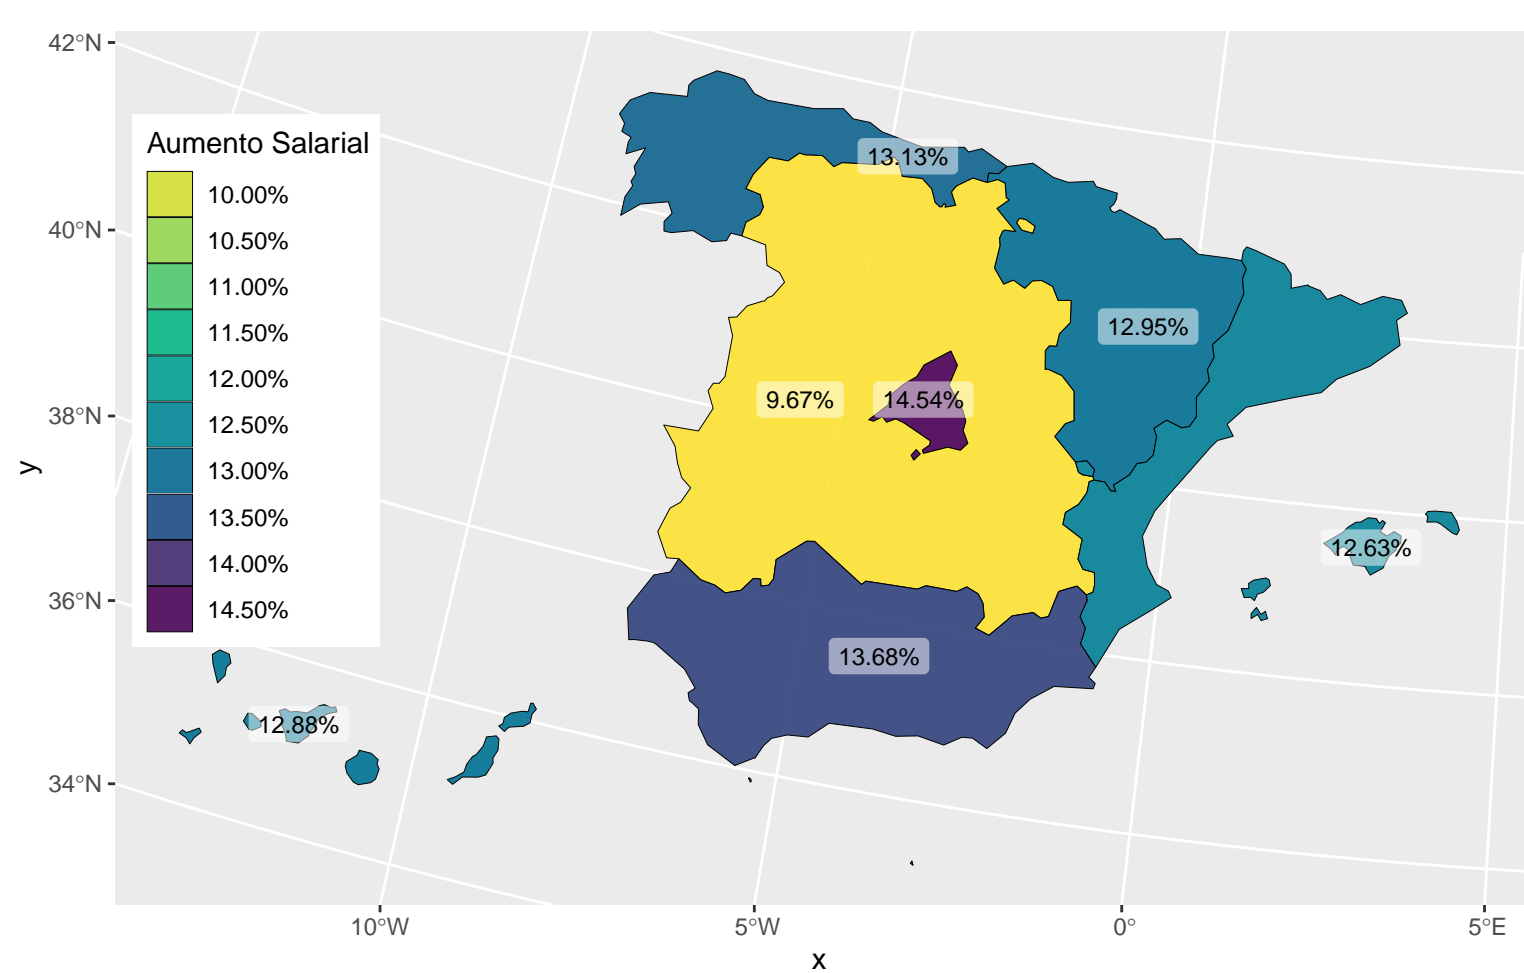 42°N
40°N
38°N
36°N
34°N
y
Aumento Salarial
10.00%
10.50%
11.00%
11.50%
12.00%
12.50%
13.00%
13.50%
14.00%
14.50%
13.13%
12.95%
9.67%
14.54%
12.63%
13.68%
12.88%
10°W
5°W
0°
5°E
x